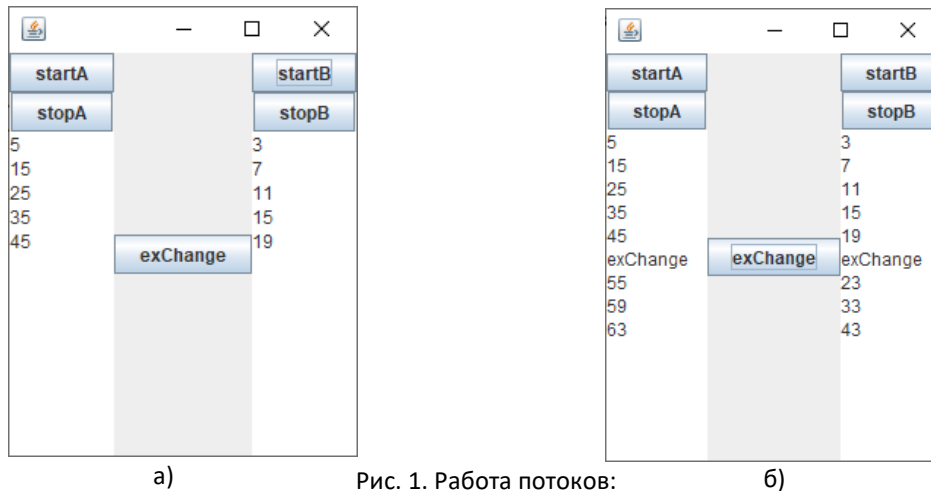 startA
startB
stopA
stopB
5
15
25
35
45
3
7
11
15
19
exChange
startA
startB
stopA
stopB
5
15
25
35
45
exChange
55
59
63
exChange
3
7
11
15
19
exChange
23
33
43
а)
Рис. 1. Работа потоков:
б)